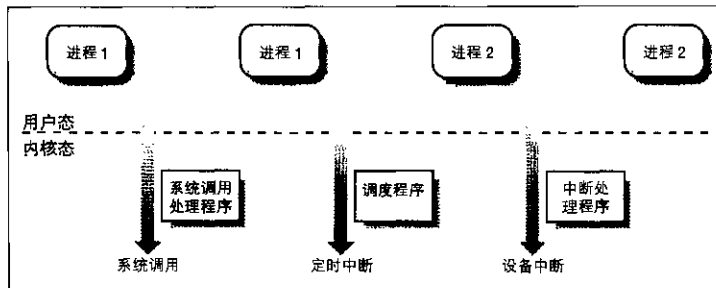 进程1
进程1
进程2
进程2
用户态
内核态
系统调用
处理程序
调度程序
中断处
理程序
系统调用
定时中断
设备中断